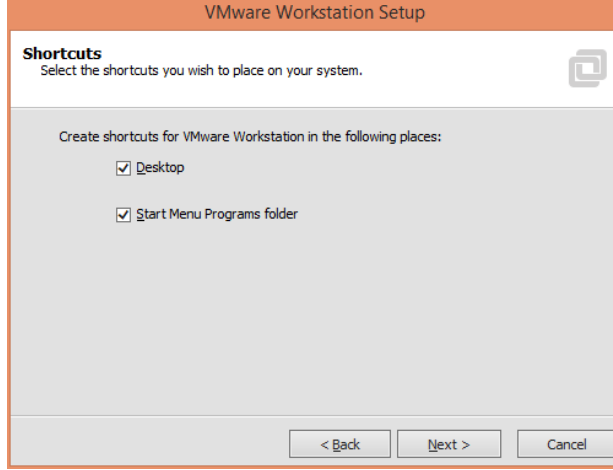 VMware Workstation Setup
Shortcuts
Select the shortcuts you wish to place on your system.
Create shortcuts for VMware Workstation in the following places:
Desktop
Start Menu Programs folder
< Back
Next >
Cancel